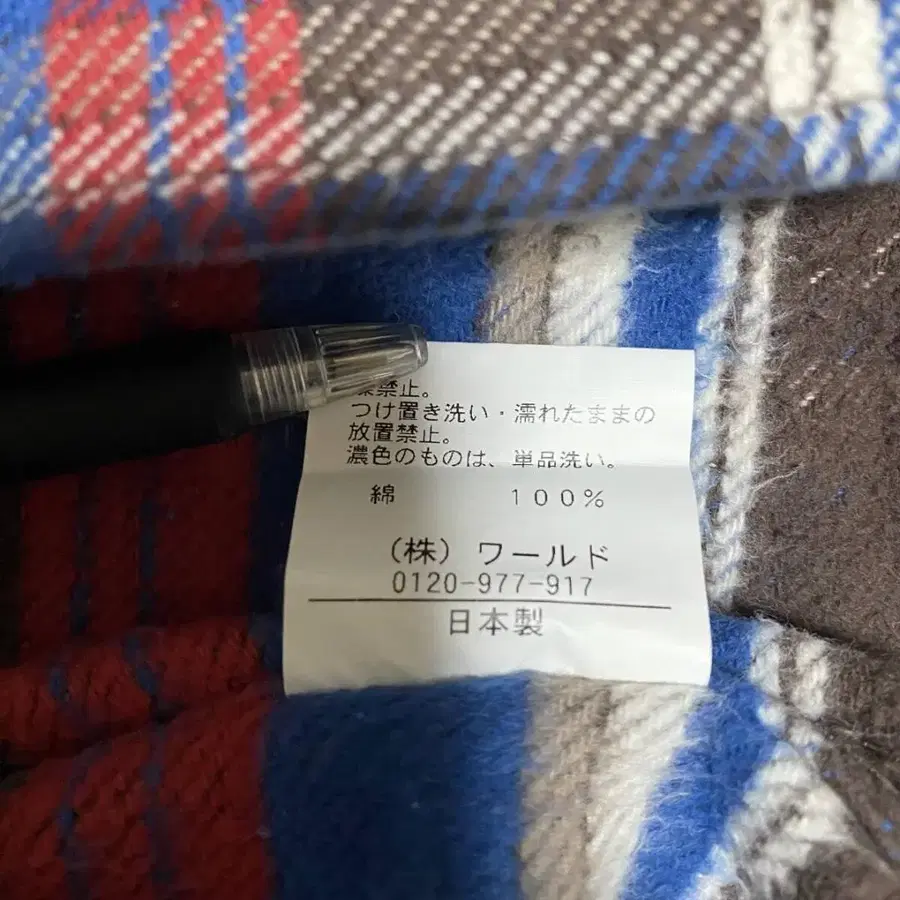 禁止。
つけ置き洗い・濡れたままの
放置禁止。
濃色のものは、単品洗い。
綿 100%
(株) ワールド
0120-977-917
日本製